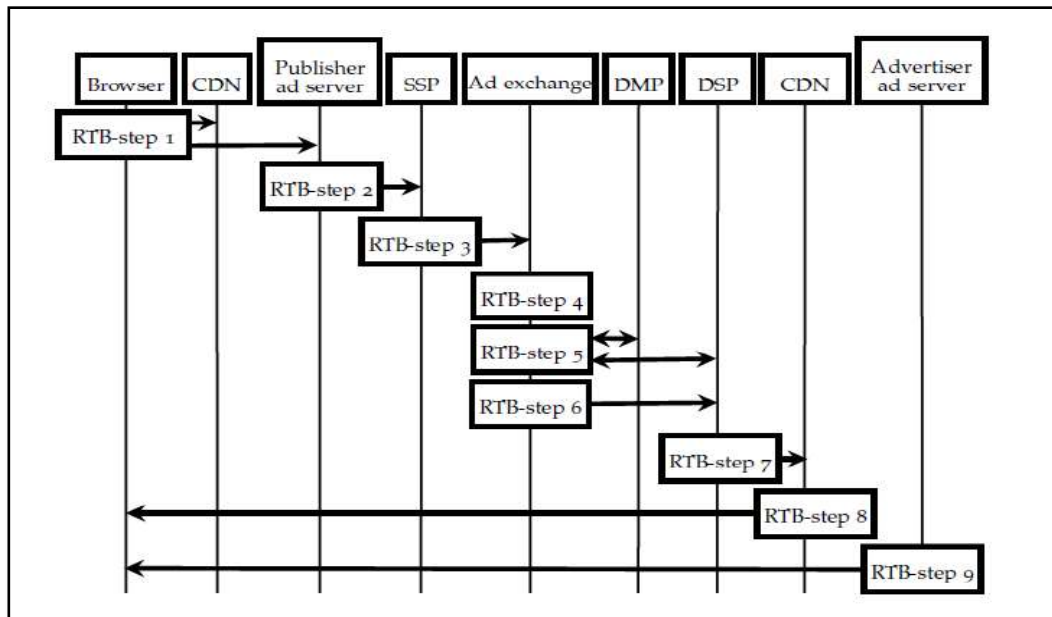 Browser
CDN
Publisher
ad server
SSP
Ad exchange
DMP
DSP
CDN
Advertiser
ad server
RTB-step 1
RTB-step 2
RTB-step 3
RTB-step 4
RTB-step 5
RTB-step 6
RTB-step 7
RTB-step 8
RTB-step 9